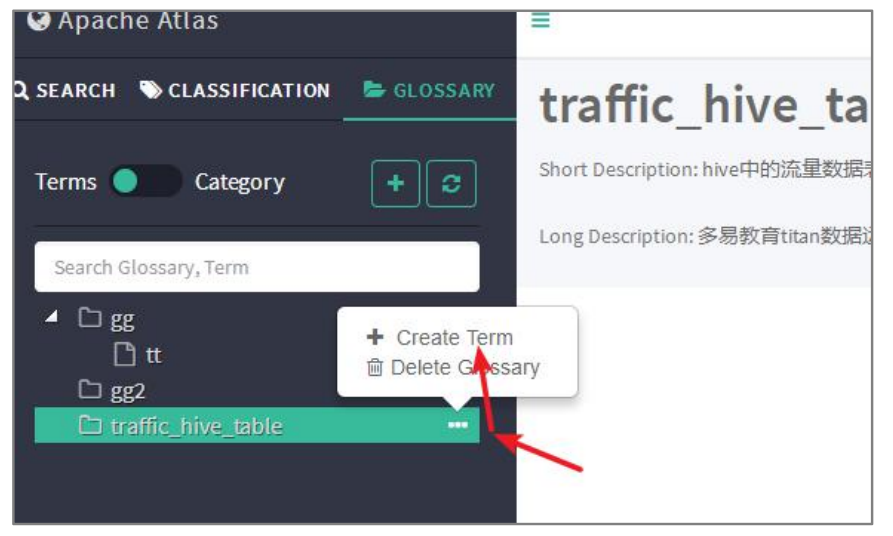 Apache Atlas
SEARCH CLASSIFICATION GLOSSARY
Terms Category
Search Glossary, Term
gg
tt
gg2
traffic_hive_table
Create Term
Delete Glossary
traffic_hive_ta
Short Description: hive中的流量数据
Long Description: 多易教育titan数据